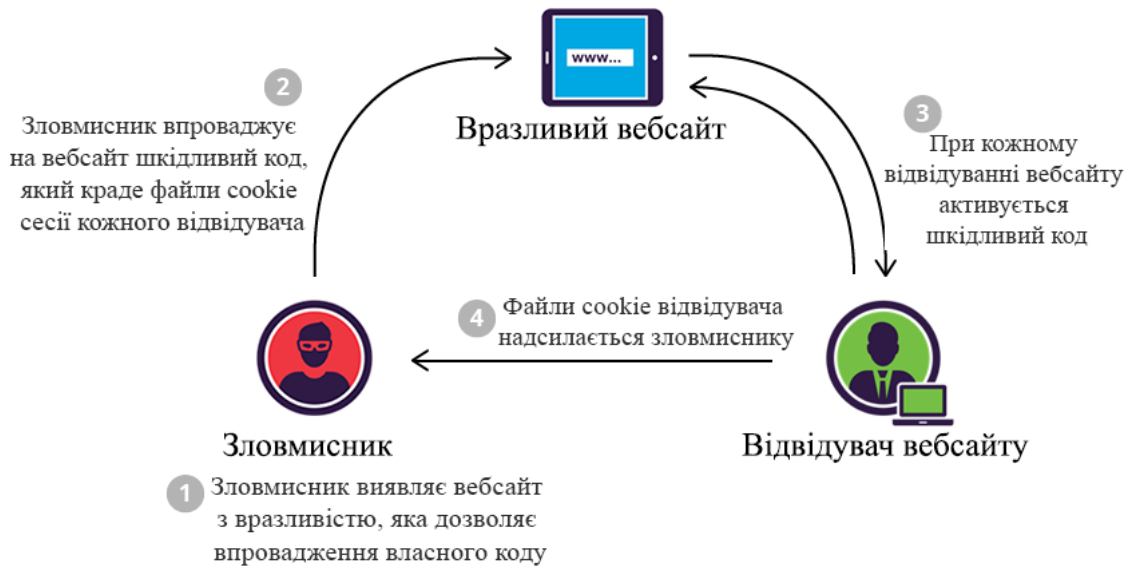 www...
Вразливий вебсайт
2
Зловмисник впроваджує
на вебсайт шкідливий код,
який краде файли cookie
сесії кожного відвідувача
3
При кожному
відвідуванні вебсайту
активується
шкідливий код
4
Файли cookie відвідувача
надсилається зловмиснику
Зловмисник
Відвідувач вебсайту
1
Зловмисник виявляє вебсайт
з вразливістю, яка дозволяє
впровадження власного коду